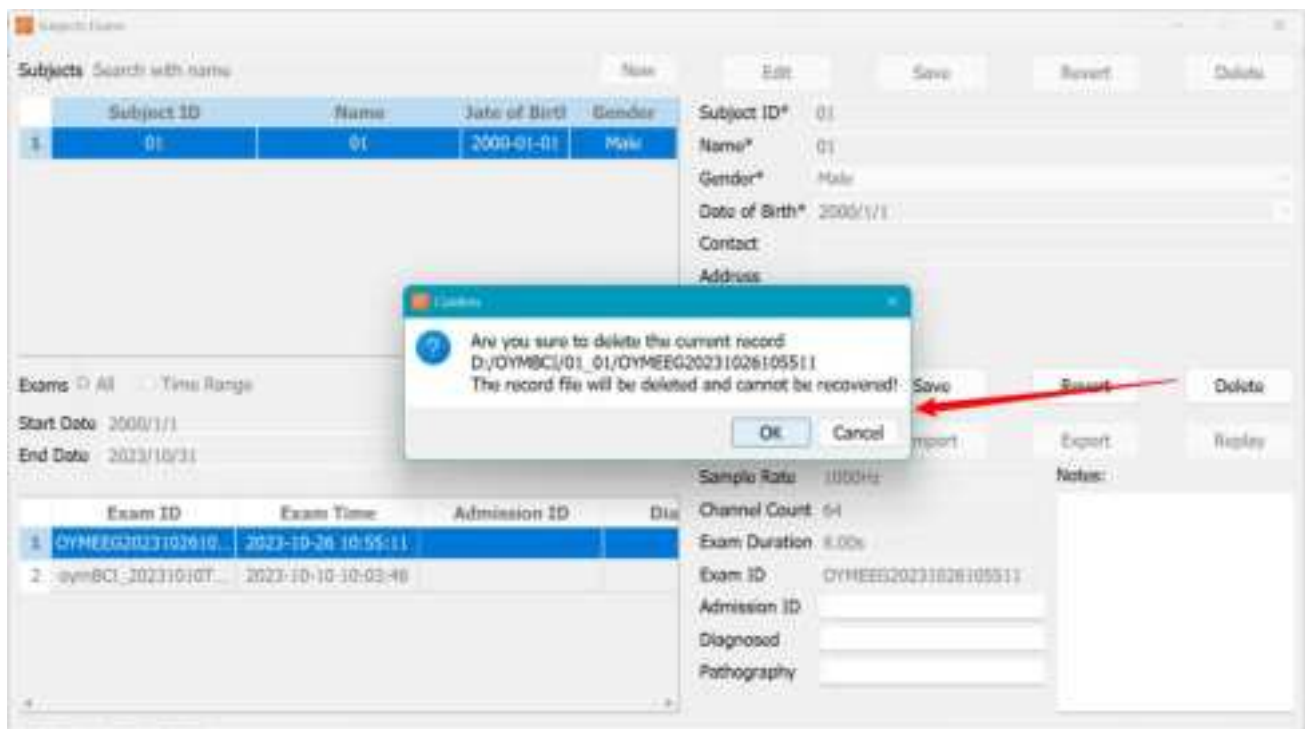 Subjects Exams
Subjects Search with name New Edit Save Revert Delete
Subject ID Name Date of Birth Gender
1 01 01 2000-01-01 Male
Subject ID* 01
Name* 01
Gender* Male
Date of Birth* 2000/1/1
Contact
Address
Confirm
Are you sure to delete the current record
D:/OYMBCI/01_01/OYMEEG20231026105511
The record file will be deleted and cannot be recovered!
OK Cancel
Exams All Time Range Save Revert Delete
Start Date 2000/1/1
End Date 2023/10/31
Import Export Replay
Sample Rate 1000Hz Notes:
Exam ID Exam Time Admission ID Dia
1 OYMEEG2023102610... 2023-10-26 10:55:11
2 oymBCI_20231010T... 2023-10-10 10:03:46
Channel Count 64
Exam Duration 8.00s
Exam ID OYMEEG20231026105511
Admission ID
Diagnosed
Pathography